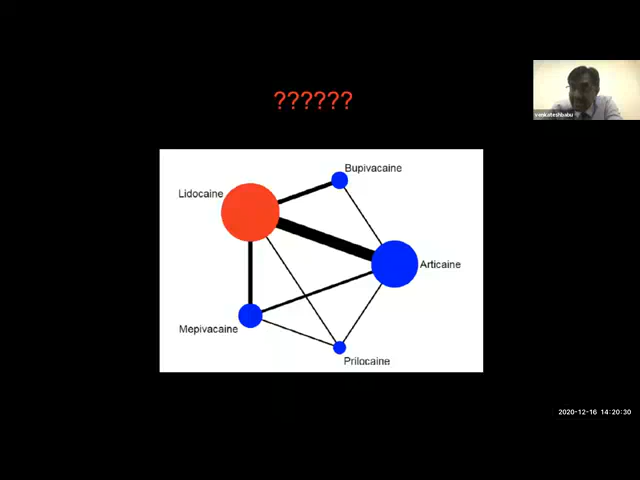 ??????
venkateshbabu
Bupivacaine
Lidocaine
Articaine
Mepivacaine
Prilocaine
2020-12-16 14:20:30